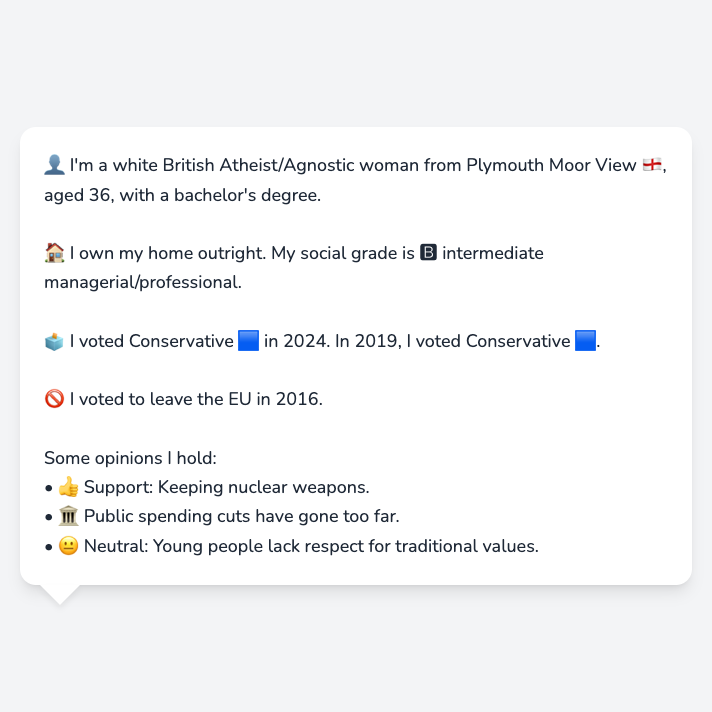 👤 I'm a white British Atheist/Agnostic woman from Plymouth Moor View 🏴󠁧󠁢󠁥󠁮󠁧󠁿,
aged 36, with a bachelor's degree.
🏠 I own my home outright. My social grade is 🅱 intermediate
managerial/professional.
🗳️ I voted Conservative 🟦 in 2024. In 2019, I voted Conservative 🟦.
🚫 I voted to leave the EU in 2016.
Some opinions I hold:
• 👍 Support: Keeping nuclear weapons.
• 🏛️ Public spending cuts have gone too far.
• 😐 Neutral: Young people lack respect for traditional values.